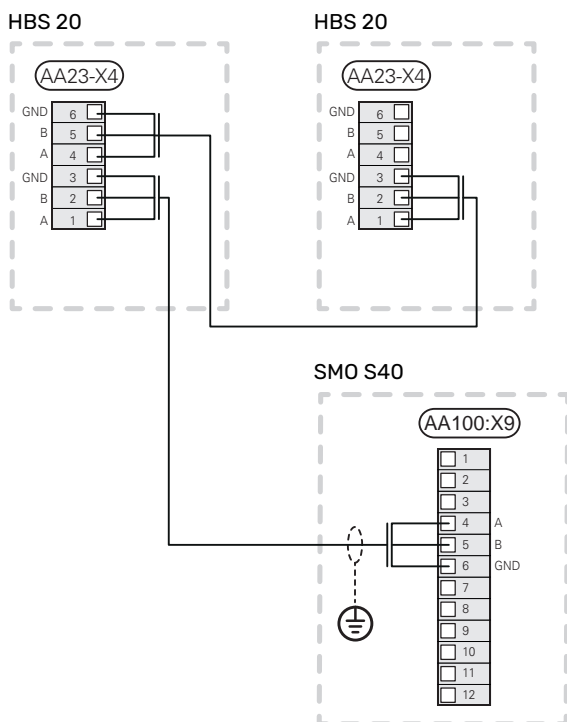 HBS 20
AA23-X4
GND 6
B 5
A 4
GND 3
B 2
A 1
HBS 20
AA23-X4
GND 6
B 5
A 4
GND 3
B 2
A 1
SMO S40
AA100:X9
1
2
3
4 A
5 B
6 GND
7
8
9
10
11
12